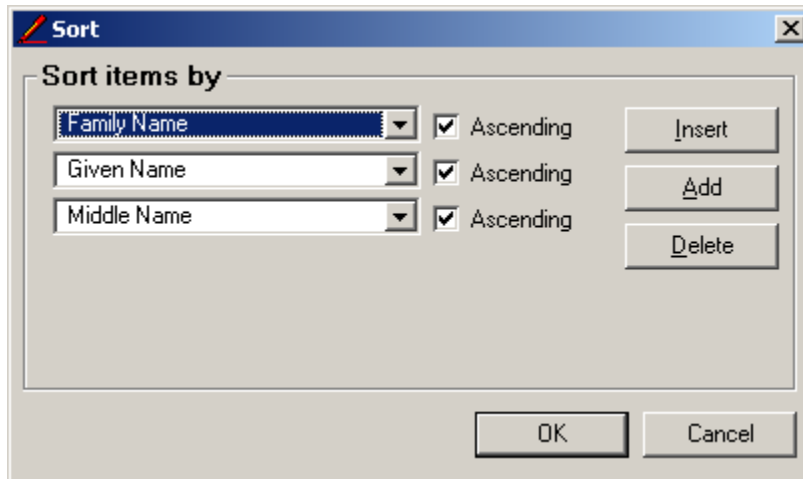 Sort
Sort items by
Family Name Ascending Insert
Given Name Ascending Add
Middle Name Ascending Delete
OK Cancel